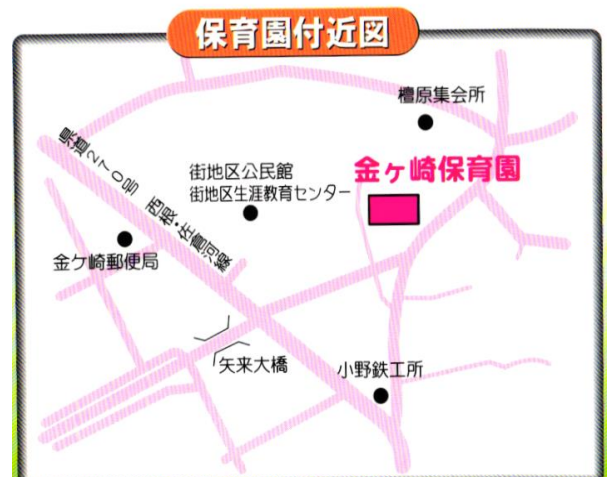 保育園付近図
檀原集会所
県道270号 西根・佐倉河線
街地区公民館
街地区生涯教育センター
金ヶ崎保育園
金ケ崎郵便局
矢来大橋
小野鉄工所